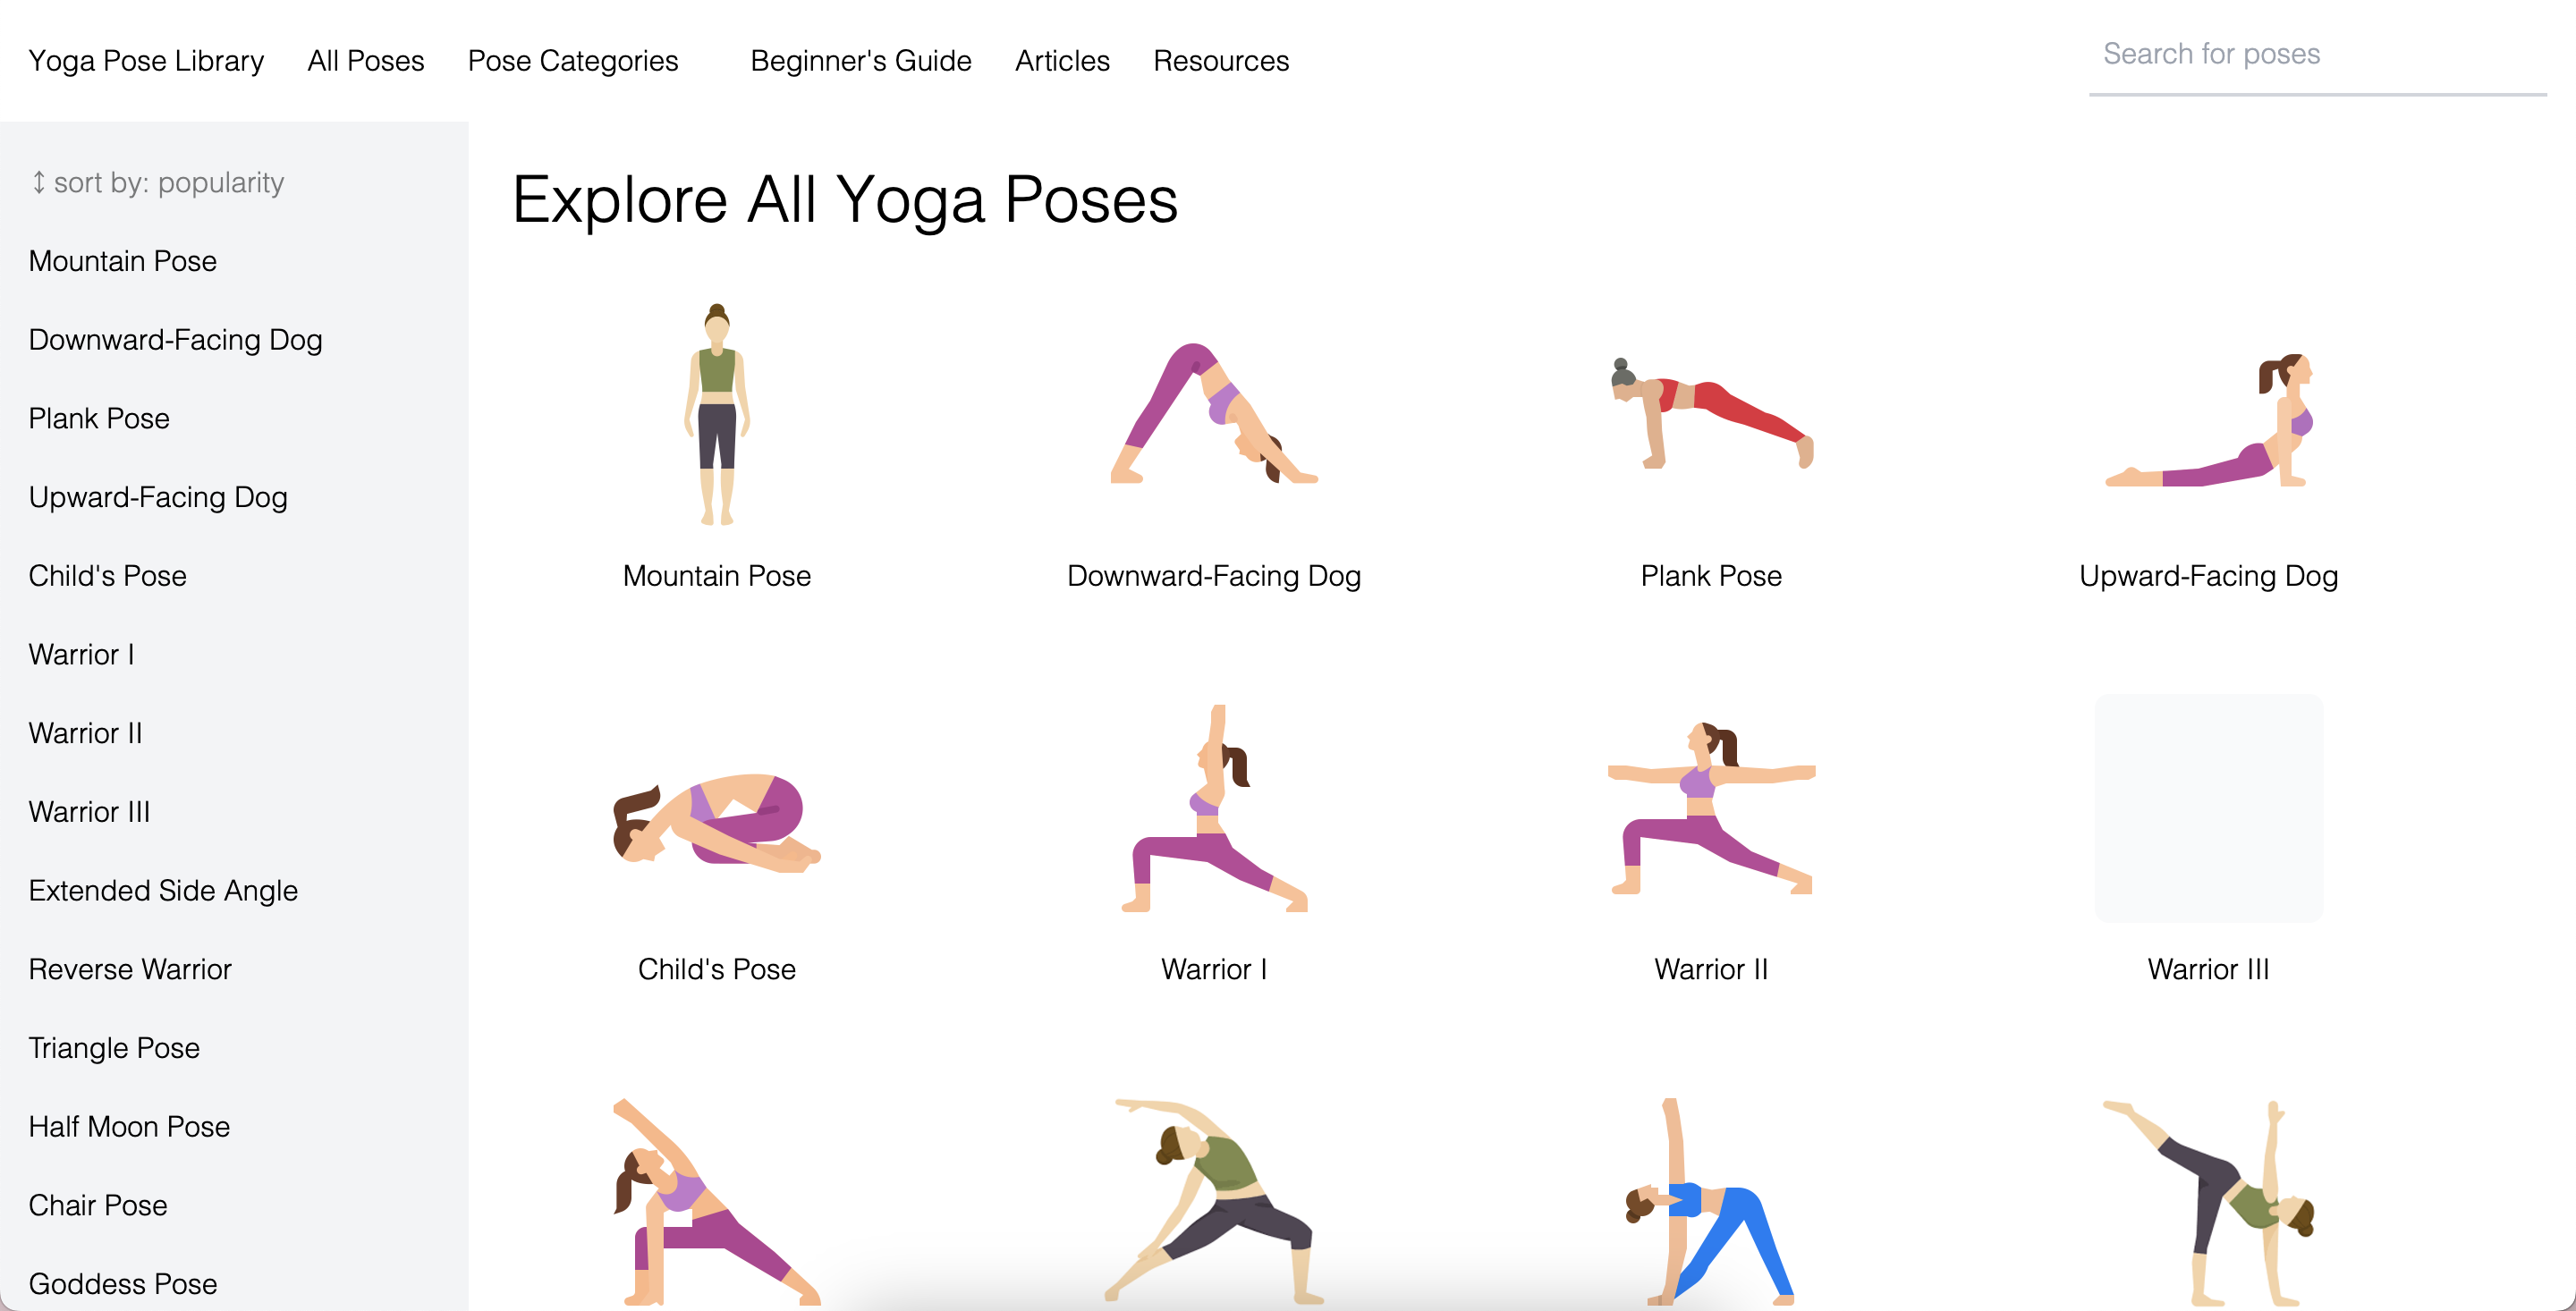 Yoga Pose Library All Poses Pose Categories Beginner's Guide Articles Resources
Search for poses
↕ sort by: popularity
Mountain Pose
Downward-Facing Dog
Plank Pose
Upward-Facing Dog
Child's Pose
Warrior I
Warrior II
Warrior III
Extended Side Angle
Reverse Warrior
Triangle Pose
Half Moon Pose
Chair Pose
Goddess Pose
Explore All Yoga Poses
Mountain Pose
Downward-Facing Dog
Plank Pose
Upward-Facing Dog
Child's Pose
Warrior I
Warrior II
Warrior III